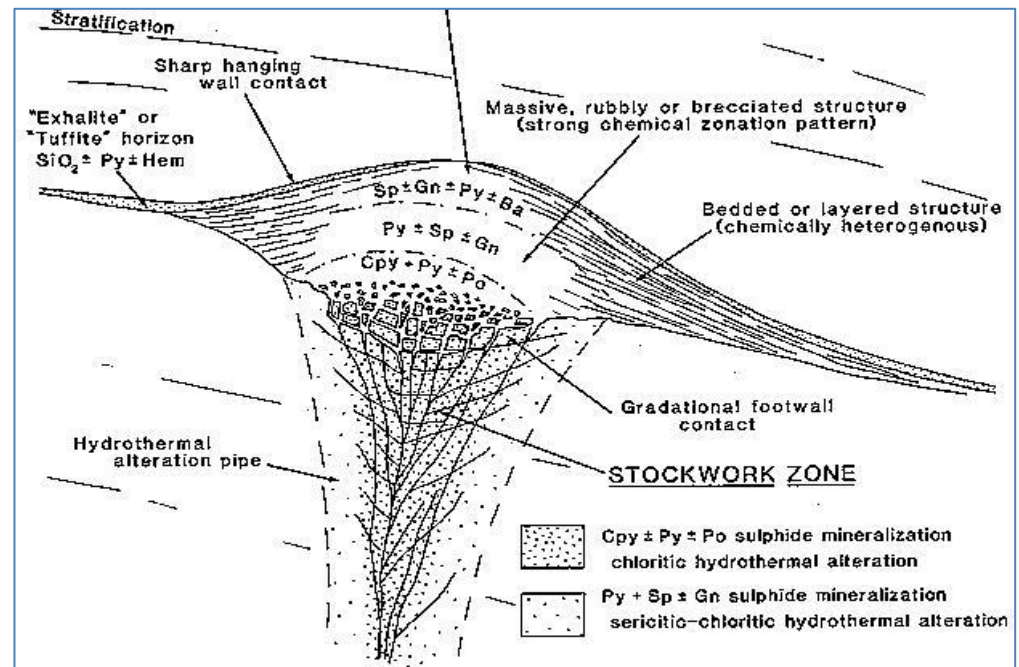 Stratification
Sharp hanging
wall contact
"Exhalite" or
"Tuffite" horizon
SiO₂ ± Py ± Hem
Massive, rubbly or brecciated structure
(strong chemical zonation pattern)
Sp ± Gn ± Py ± Ba
Py ± Sp ± Gn
Cpy + Py ± Po
Bedded or layered structure
(chemically heterogenous)
Gradational footwall
contact
Hydrothermal
alteration pipe
STOCKWORK ZONE
Cpy ± Py ± Po sulphide mineralization
chloritic hydrothermal alteration
Py + Sp ± Gn sulphide mineralization
sericitic-chloritic hydrothermal alteration